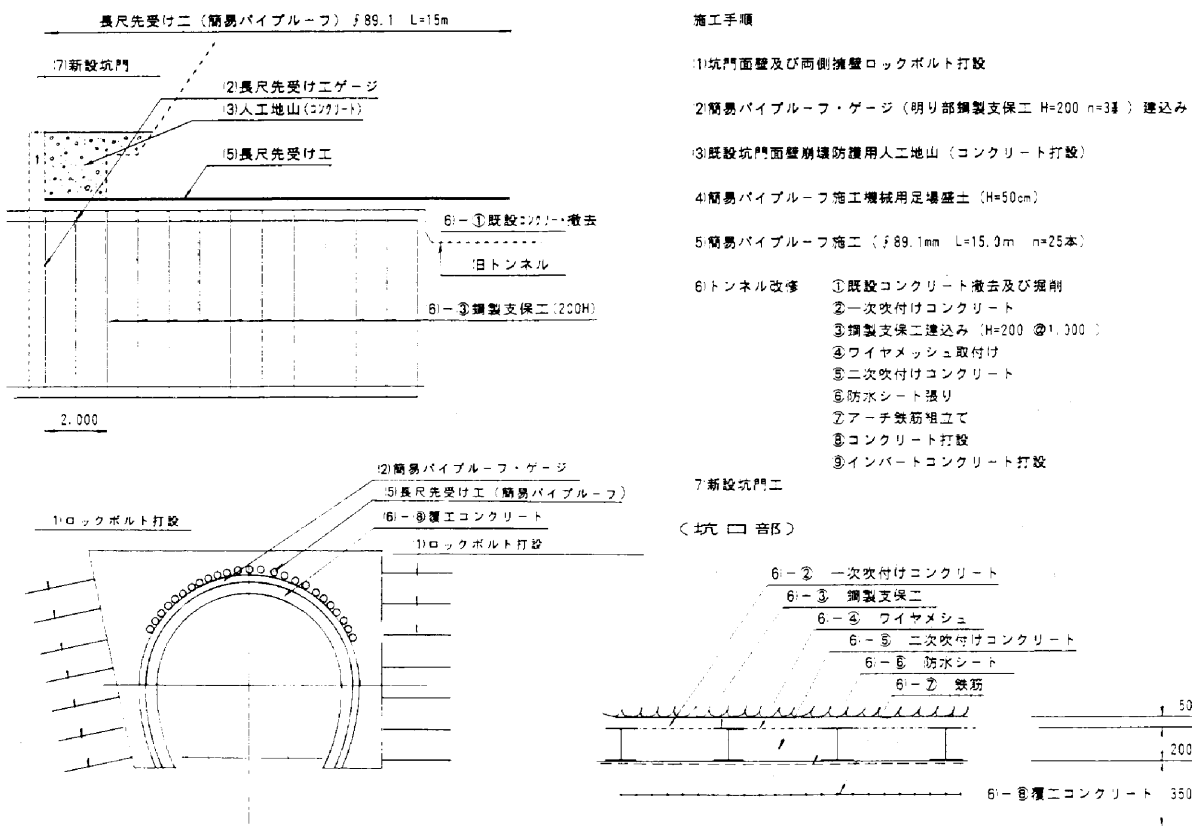 長尺先受け工（簡易パイプルーフ）∮89.1 L=15m
(7)新設坑門
(2)長尺先受け工ゲージ
(3)人工地山(コンクリート)
(5)長尺先受け工
6)-①既設コンクリート撤去
旧トンネル
6)-③鋼製支保工(200H)
2.000
施工手順
(1)坑門面壁及び両側擁壁ロックボルト打設
2)簡易パイプルーフ・ゲージ（明り部鋼製支保工 H=200 n=3基）建込み
(3)既設坑門面壁崩壊防護用人工地山（コンクリート打設）
4)簡易パイプルーフ施工機械用足場盛土（H=50cm）
5)簡易パイプルーフ施工（∮89.1mm L=15.0m n=25本）
6)トンネル改修 ①既設コンクリート撤去及び掘削
②一次吹付けコンクリート
③鋼製支保工建込み（H=200 @1.000）
④ワイヤメッシュ取付け
⑤二次吹付けコンクリート
⑥防水シート張り
⑦アーチ鉄筋組立て
⑧コンクリート打設
⑨インバートコンクリート打設
7)新設坑門工
(2)簡易パイプルーフ・ゲージ
(5)長尺先受け工（簡易パイプルーフ）
(6)-⑧覆工コンクリート
1)ロックボルト打設
(1)ロックボルト打設
（坑口部）
6)-② 一次吹付けコンクリート
6)-③ 鋼製支保工
6)-④ ワイヤメシュ
6)-⑤ 二次吹付けコンクリート
6)-⑥ 防水シート
6)-⑦ 鉄筋
50
200
6)-⑧覆工コンクリート 350